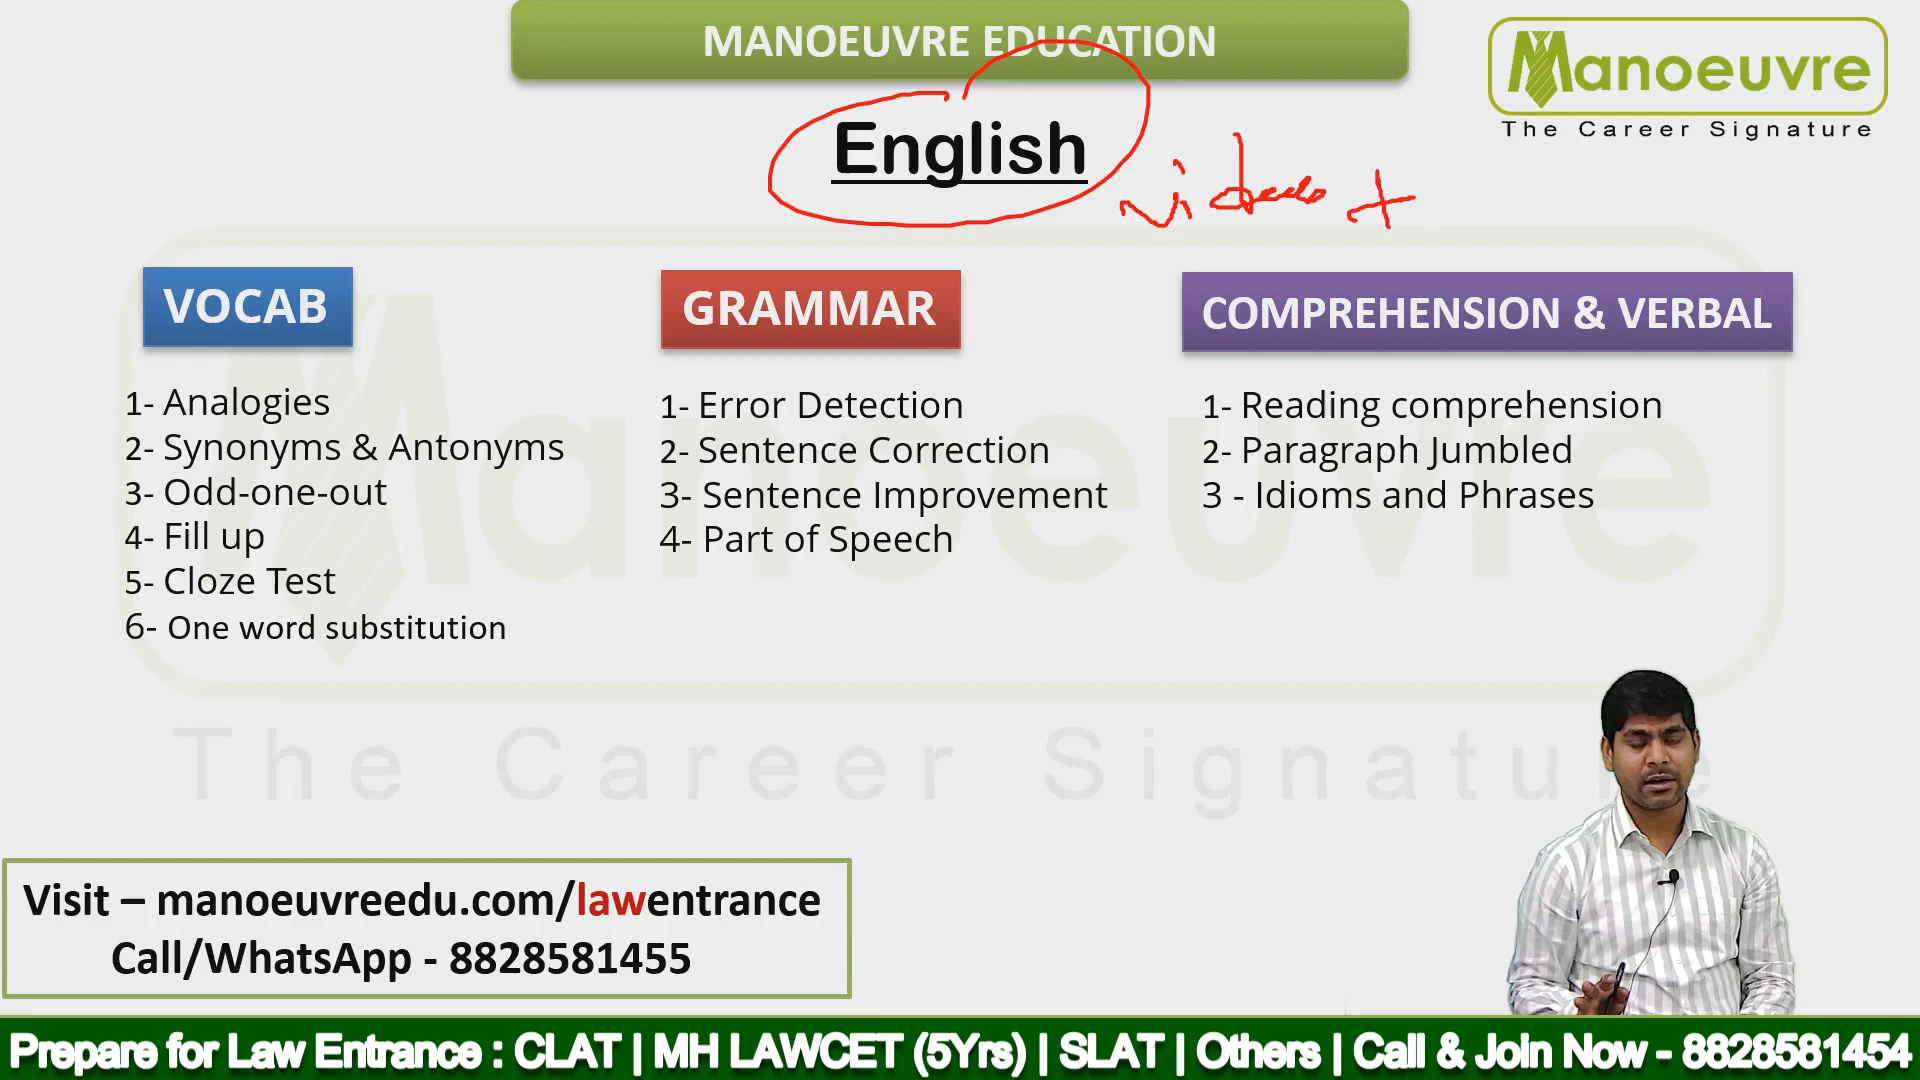 MANOEUVRE EDUCATION
Manoeuvre
The Career Signature
English
video +
VOCAB
1- Analogies
2- Synonyms & Antonyms
3- Odd-one-out
4- Fill up
5- Cloze Test
6- One word substitution
GRAMMAR
1- Error Detection
2- Sentence Correction
3- Sentence Improvement
4- Part of Speech
COMPREHENSION & VERBAL
1- Reading comprehension
2- Paragraph Jumbled
3 - Idioms and Phrases
Manoeuvre
The Career Signature
Visit – manoeuvreedu.com/lawentrance
Call/WhatsApp - 8828581455
Prepare for Law Entrance : CLAT | MH LAWCET (5Yrs) | SLAT | Others | Call & Join Now - 8828581454